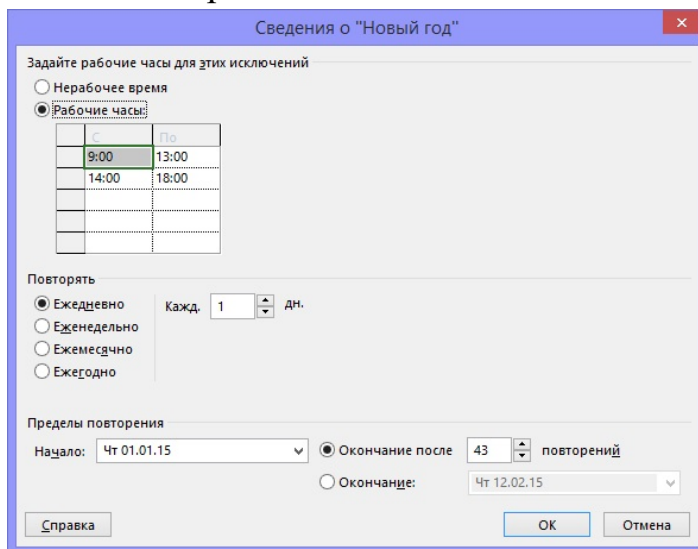 Сведения о "Новый год"
Задайте рабочие часы для этих исключений
Нерабочее время
Рабочие часы:
С По
9:00 13:00
14:00 18:00
Повторять
Ежедневно Кажд. 1 дн.
Еженедельно
Ежемесячно
Ежегодно
Пределы повторения
Начало: Чт 01.01.15 Окончание после 43 повторений
Окончание: Чт 12.02.15
Справка ОК Отмена